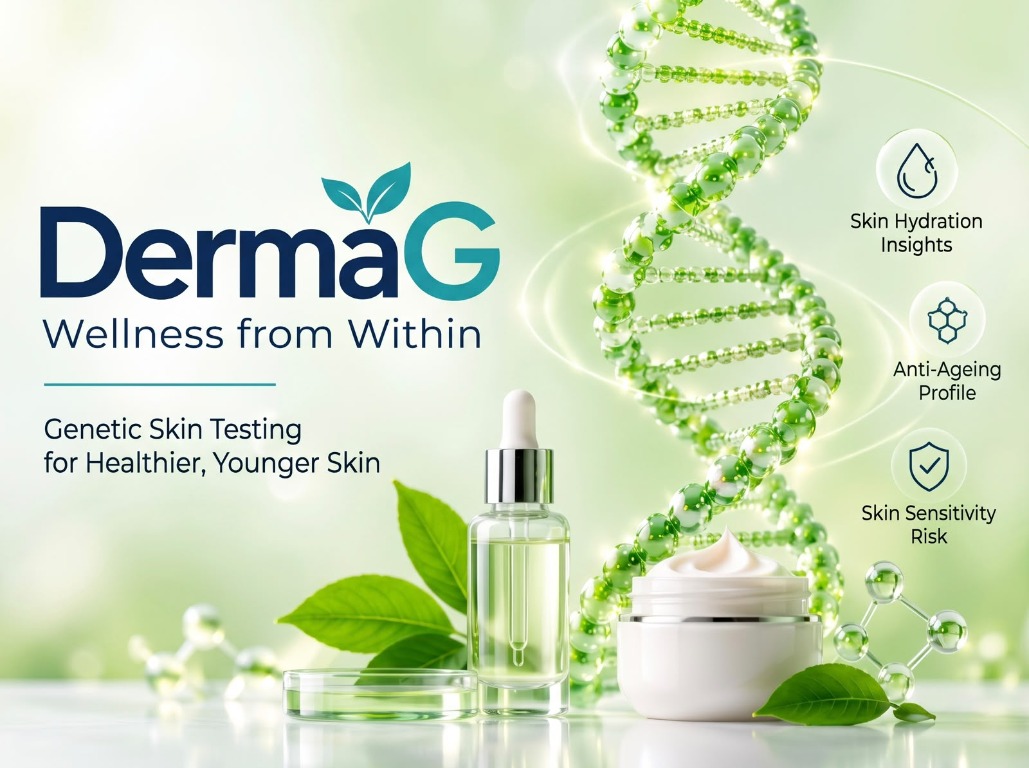 DermaG
Wellness from Within
Genetic Skin Testing
for Healthier, Younger Skin
Skin Hydration
Insights
Anti-Ageing
Profile
Skin Sensitivity
Risk